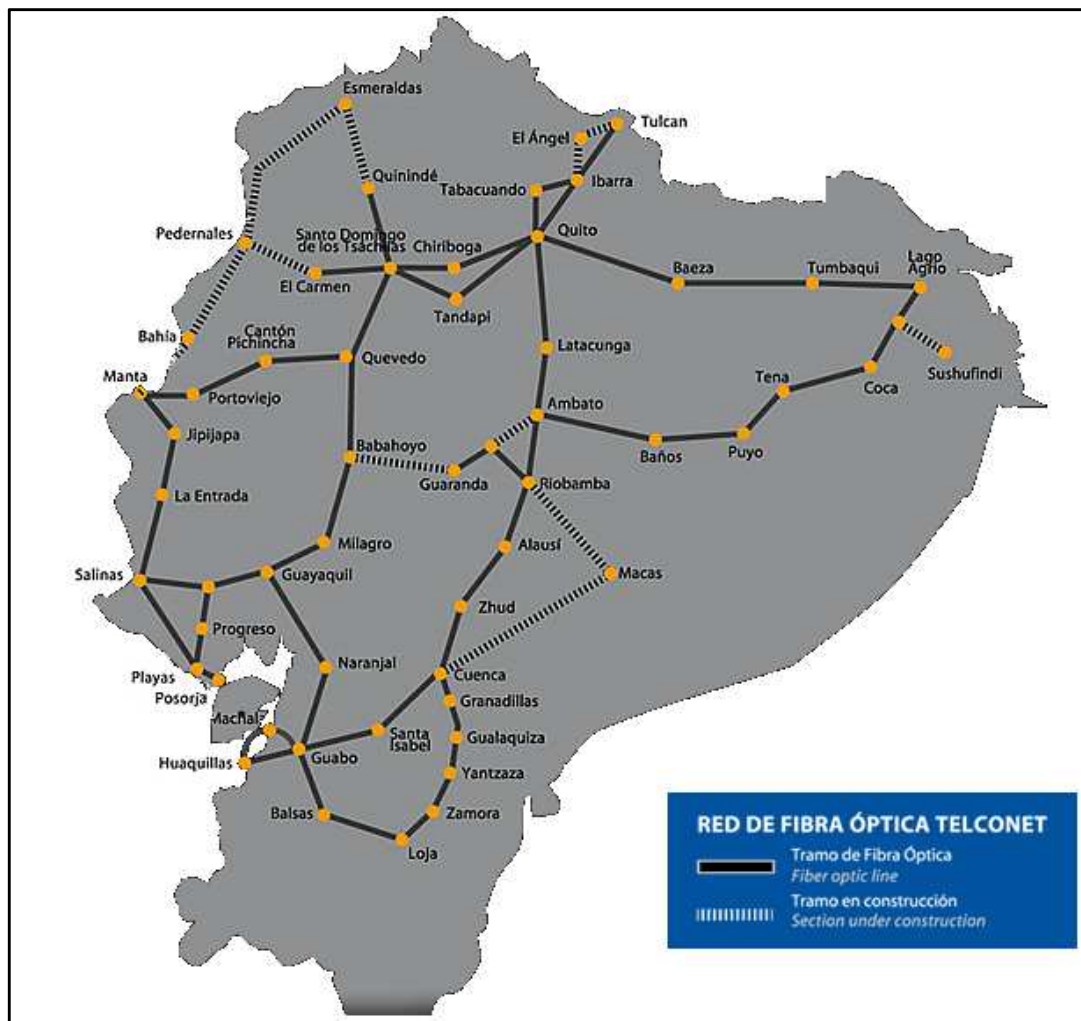 Esmeraldas
Tulcan
El Ángel
Quinindé
Tabacuando
Ibarra
Pedernales
Santo Domingo
de los Tsáchilas
Chiriboga
Quito
Lago
Agrio
El Carmen
Baeza
Tumbaqui
Tandapi
Bahía
Cantón
Pichincha
Quevedo
Latacunga
Sushufindi
Manta
Portoviejo
Tena
Coca
Ambato
Jipijapa
Babahoyo
Baños
Puyo
Guaranda
Riobamba
La Entrada
Milagro
Alausí
Salinas
Guayaquil
Macas
Zhud
Progreso
Naranjal
Cuenca
Playas
Posorja
Granadillas
Machal
Santa
Isabel
Gualaquiza
Huaquillas
Guabo
Yantzaza
Balsas
Zamora
Loja
RED DE FIBRA ÓPTICA TELCONET
Tramo de Fibra Óptica
Fiber optic line
Tramo en construcción
Section under construction